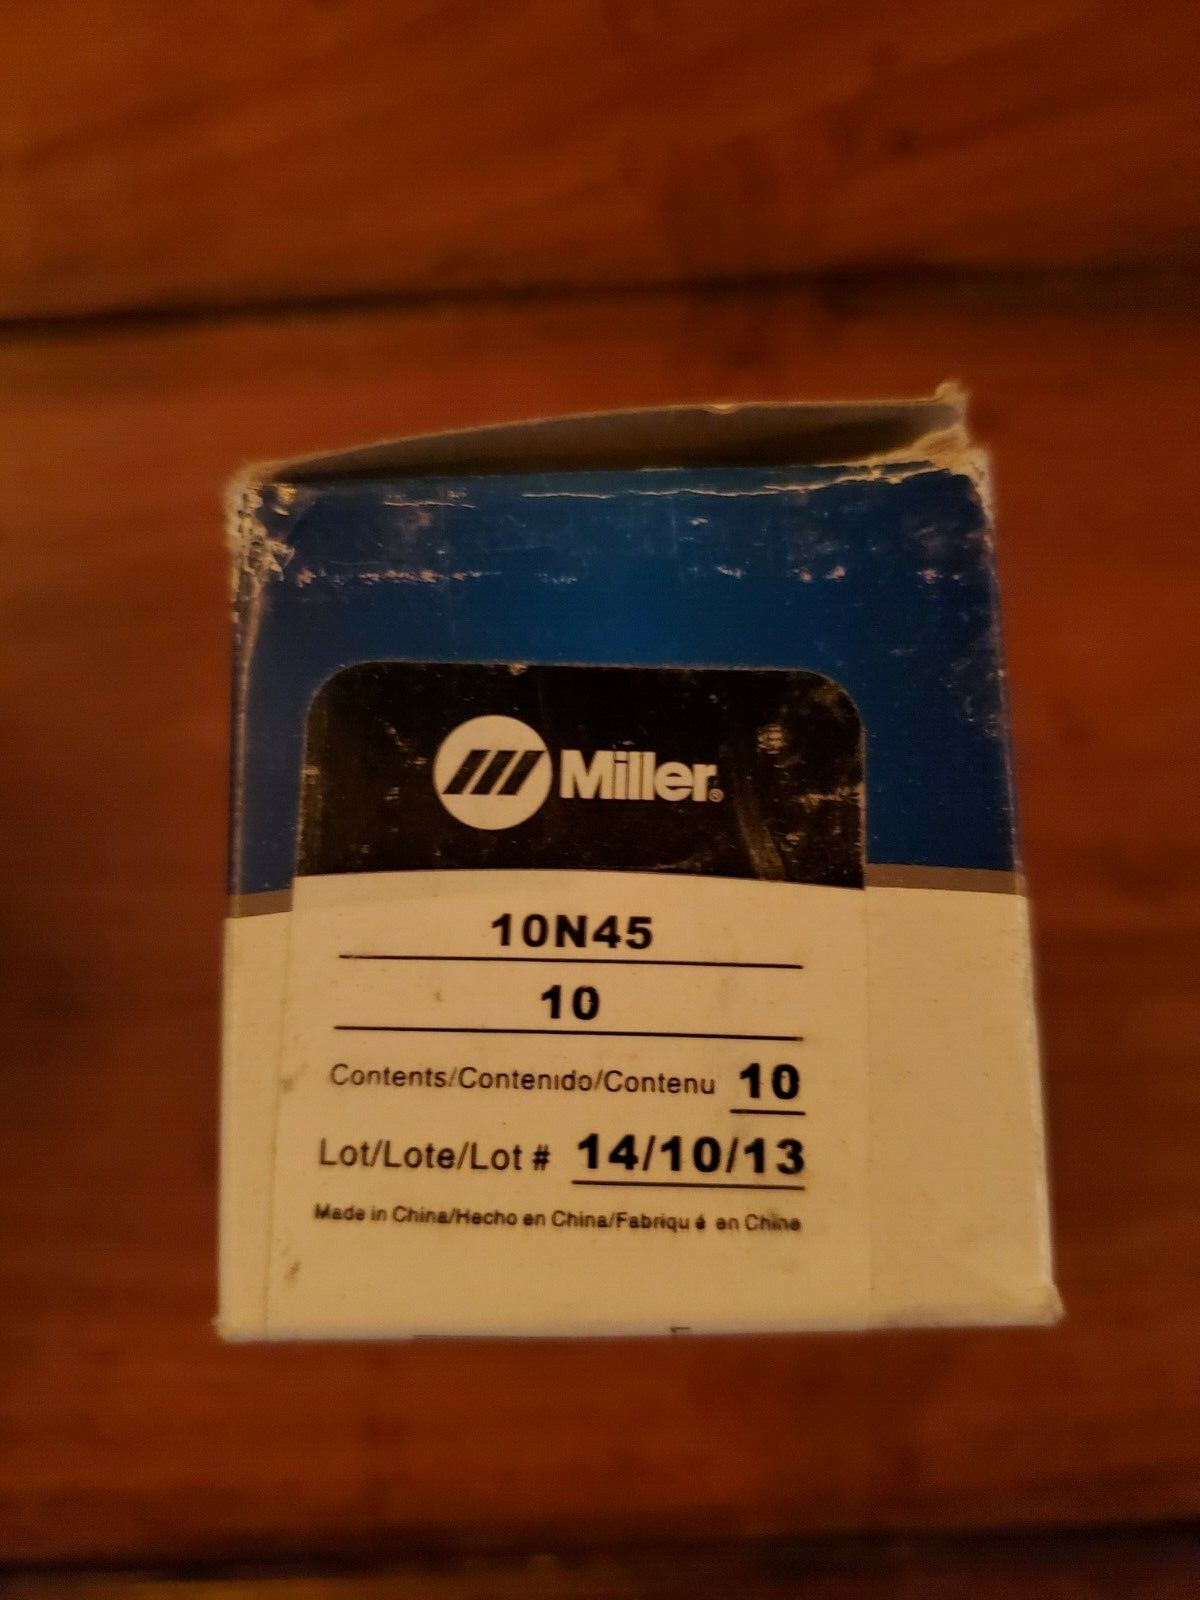 Miller®
10N45
10
Contents/Contenido/Contenu 10
Lot/Lote/Lot # 14/10/13
Made in China/Hecho en China/Fabriqu é en Chine